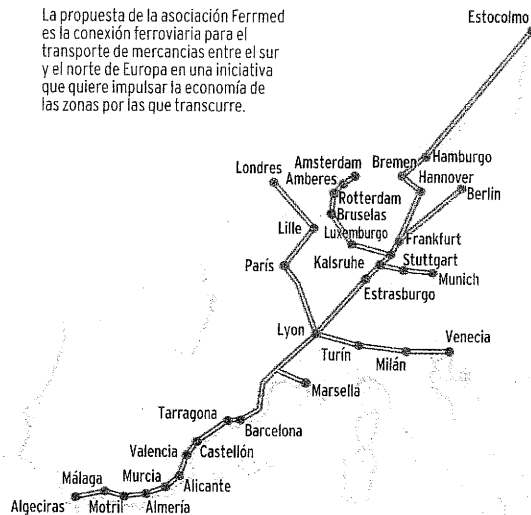 La propuesta de la asociación Ferrmed
es la conexión ferroviaria para el
transporte de mercancias entre el sur
y el norte de Europa en una iniciativa
que quiere impulsar la economía de
las zonas por las que transcurre.
Estocolmo
Hamburgo
Bremen
Hannover
Berlin
Londres
Amsterdam
Amberes
Rotterdam
Bruselas
Luxemburgo
Lille
Frankfurt
París
Kalsruhe
Stuttgart
Munich
Estrasburgo
Lyon
Turín
Milán
Venecia
Marsella
Tarragona
Barcelona
Valencia
Castellón
Murcia
Alicante
Málaga
Algeciras
Motril
Almería